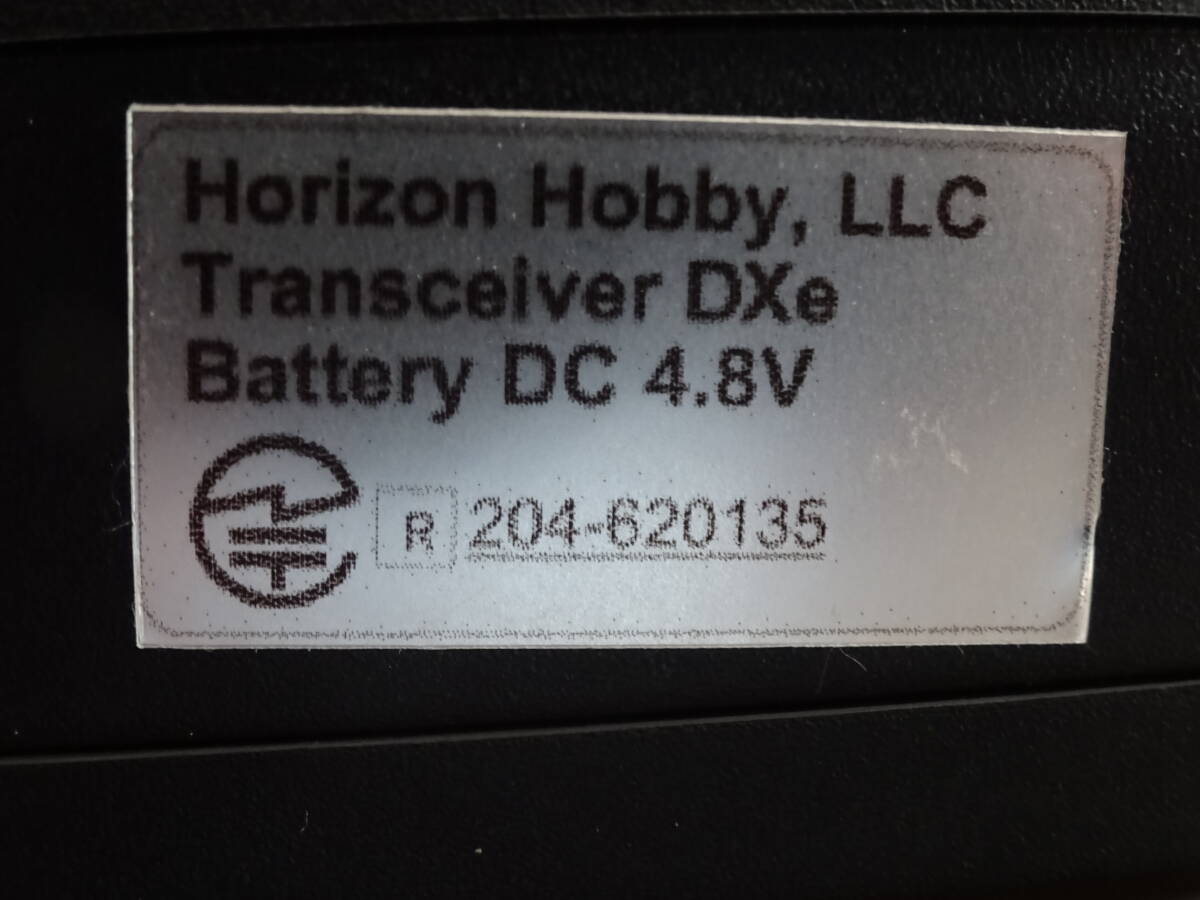 Horizon Hobby, LLC
Transceiver DXe
Battery DC 4.8V
R 204-620135